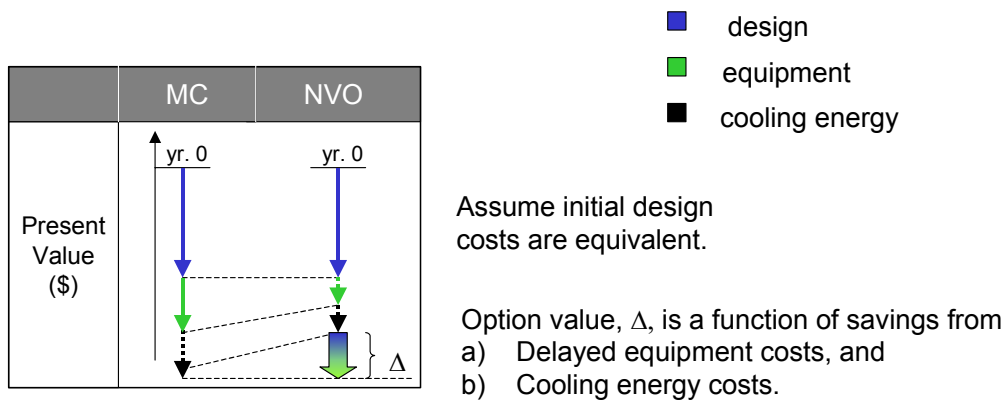 design
equipment
cooling energy
MC NVO
yr. 0 yr. 0
Present
Value
($)
Δ
Assume initial design
costs are equivalent.
Option value, Δ, is a function of savings from
a) Delayed equipment costs, and
b) Cooling energy costs.